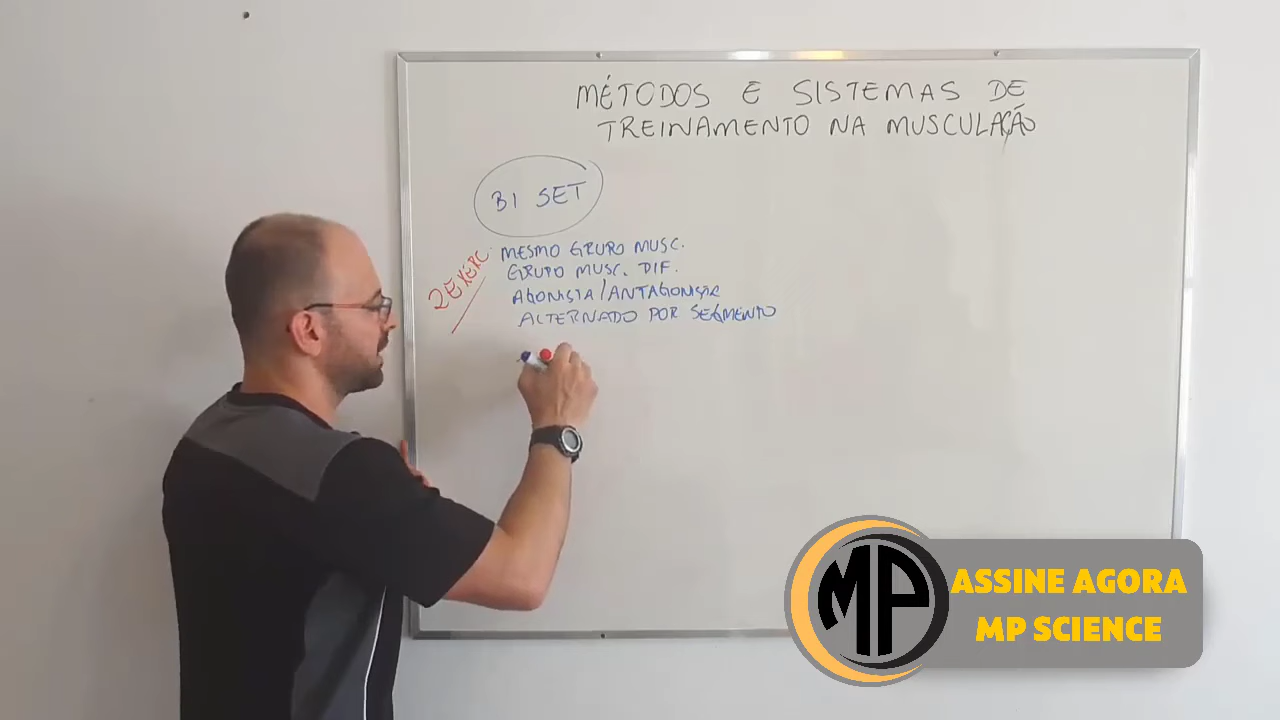 MÉTODOS E SISTEMAS DE
TREINAMENTO NA MUSCULAÇÃO
BI SET
2 EXERC
MESMO GRUPO MUSC.
GRUPO MUSC. DIF.
AGONISTA/ANTAGONISTA
ALTERNADO POR SEGMENTO
MP
ASSINE AGORA
MP SCIENCE